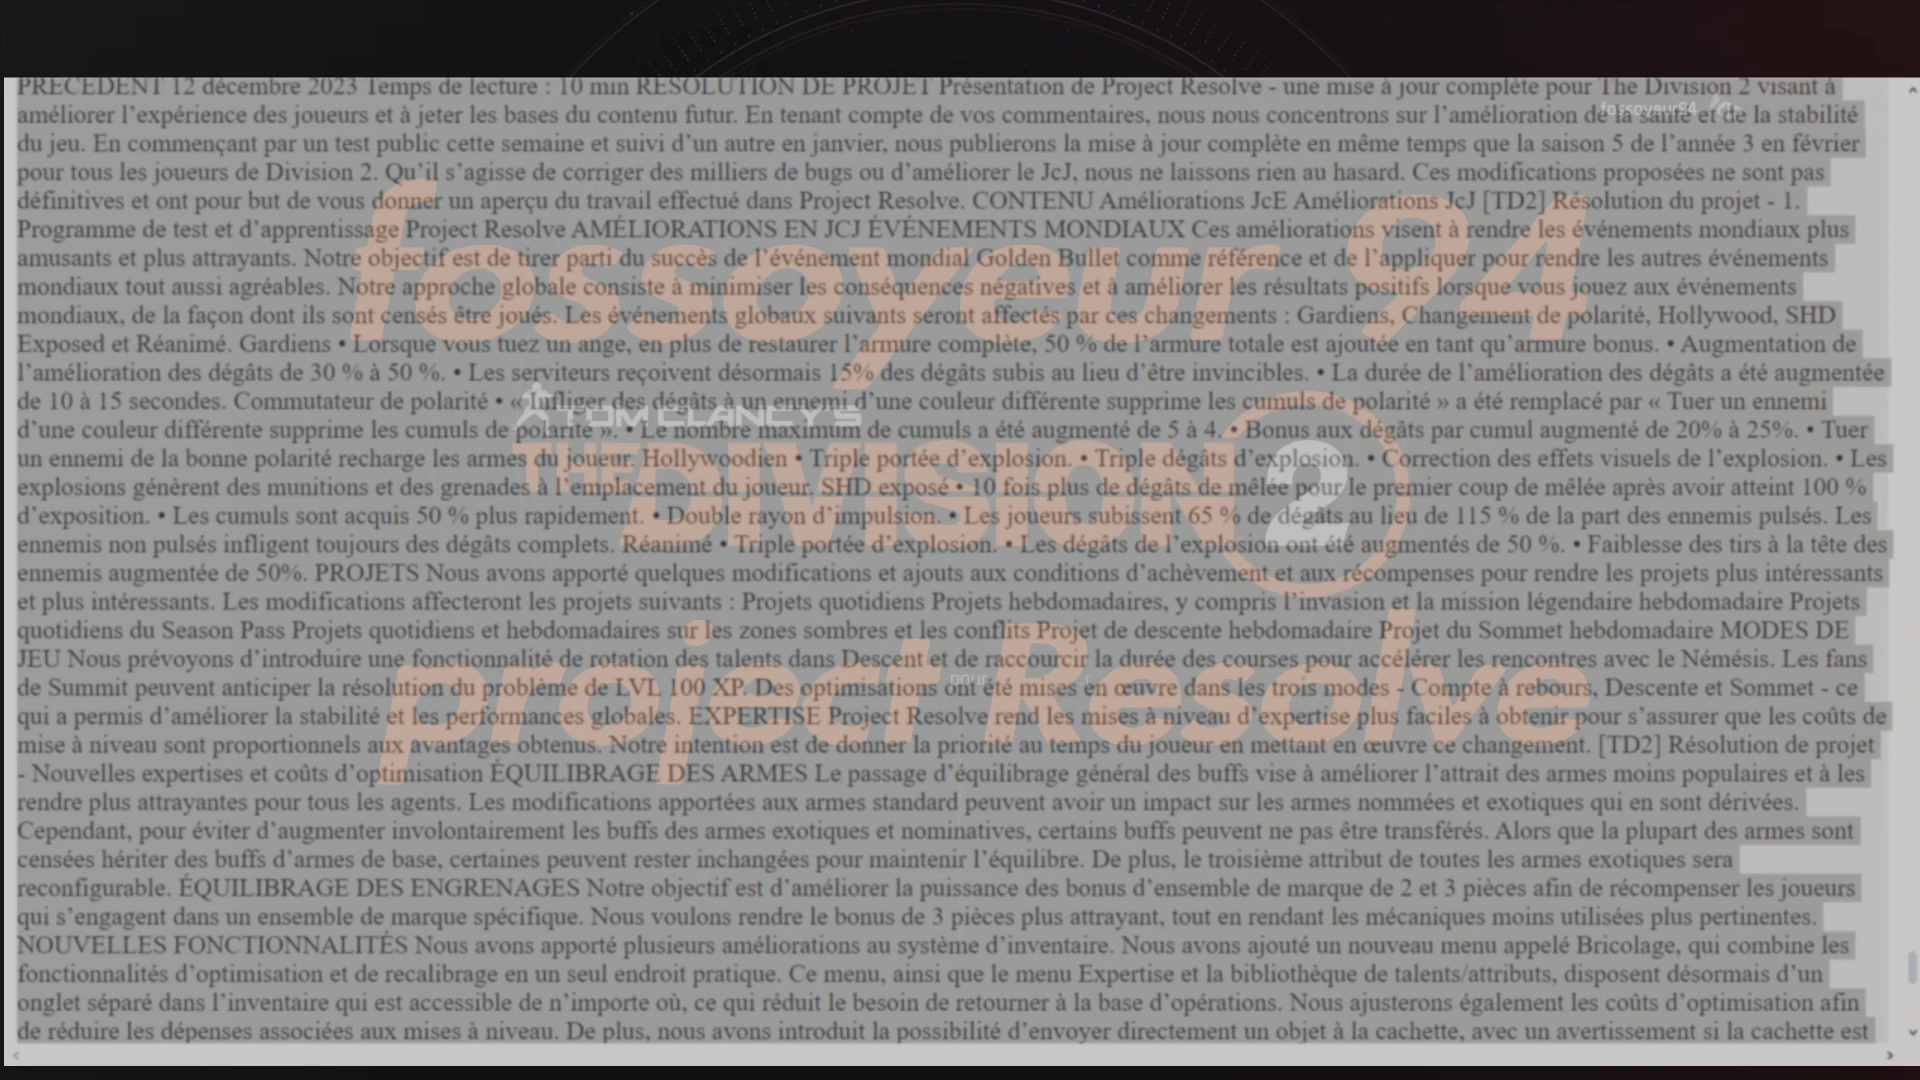 PRÉCÉDENT 12 décembre 2023 Temps de lecture : 10 min RÉSOLUTION DE PROJET Présentation de Project Resolve - une mise à jour complète pour The Division 2 visant à
améliorer l’expérience des joueurs et à jeter les bases du contenu futur. En tenant compte de vos commentaires, nous nous concentrons sur l’amélioration de la santé et de la stabilité
fossoyeur94
du jeu. En commençant par un test public cette semaine et suivi d’un autre en janvier, nous publierons la mise à jour complète en même temps que la saison 5 de l’année 3 en février
pour tous les joueurs de Division 2. Qu’il s’agisse de corriger des milliers de bugs ou d’améliorer le JcJ, nous ne laissons rien au hasard. Ces modifications proposées ne sont pas
définitives et ont pour but de vous donner un aperçu du travail effectué dans Project Resolve. CONTENU Améliorations JcE Améliorations JcJ [TD2] Résolution du projet - 1.
Programme de test et d’apprentissage Project Resolve AMÉLIORATIONS EN JCJ ÉVÉNEMENTS MONDIAUX Ces améliorations visent à rendre les événements mondiaux plus
amusants et plus attrayants. Notre objectif est de tirer parti du succès de l’événement mondial Golden Bullet comme référence et de l’appliquer pour rendre les autres événements
fossoyeur 94
mondiaux tout aussi agréables. Notre approche globale consiste à minimiser les conséquences négatives et à améliorer les résultats positifs lorsque vous jouez aux événements
mondiaux, de la façon dont ils sont censés être joués. Les événements globaux suivants seront affectés par ces changements : Gardiens, Changement de polarité, Hollywood, SHD
Exposed et Réanimé. Gardiens • Lorsque vous tuez un ange, en plus de restaurer l’armure complète, 50 % de l’armure totale est ajoutée en tant qu’armure bonus. • Augmentation de
l’amélioration des dégâts de 30 % à 50 %. • Les serviteurs reçoivent désormais 15% des dégâts subis au lieu d’être invincibles. • La durée de l’amélioration des dégâts a été augmentée
de 10 à 15 secondes. Commutateur de polarité • « Infliger des dégâts à un ennemi d’une couleur différente supprime les cumuls de polarité » a été remplacé par « Tuer un ennemi
TOM CLANCY'S
d’une couleur différente supprime les cumuls de polarité ». • Le nombre maximum de cumuls a été augmenté de 5 à 4. • Bonus aux dégâts par cumul augmenté de 20% à 25%. • Tuer
un ennemi de la bonne polarité recharge les armes du joueur. Hollywoodien • Triple portée d’explosion. • Triple dégâts d’explosion. • Correction des effets visuels de l’explosion. • Les
explosions génèrent des munitions et des grenades à l’emplacement du joueur. SHD exposé • 10 fois plus de dégâts de mêlée pour le premier coup de mêlée après avoir atteint 100 %
THE DIVISION 2
d’exposition. • Les cumuls sont acquis 50 % plus rapidement. • Double rayon d’impulsion. • Les joueurs subissent 65 % de dégâts au lieu de 115 % de la part des ennemis pulsés. Les
ennemis non pulsés infligent toujours des dégâts complets. Réanimé • Triple portée d’explosion. • Les dégâts de l’explosion ont été augmentés de 50 %. • Faiblesse des tirs à la tête des
ennemis augmentée de 50%. PROJETS Nous avons apporté quelques modifications et ajouts aux conditions d’achèvement et aux récompenses pour rendre les projets plus intéressants
et plus intéressants. Les modifications affecteront les projets suivants : Projets quotidiens Projets hebdomadaires, y compris l’invasion et la mission légendaire hebdomadaire Projets
quotidiens du Season Pass Projets quotidiens et hebdomadaires sur les zones sombres et les conflits Projet de descente hebdomadaire Projet du Sommet hebdomadaire MODES DE
JEU Nous prévoyons d’introduire une fonctionnalité de rotation des talents dans Descent et de raccourcir la durée des courses pour accélérer les rencontres avec le Némésis. Les fans
de Summit peuvent anticiper la résolution du problème de LVL 100 XP. Des optimisations ont été mises en œuvre dans les trois modes - Compte à rebours, Descente et Sommet - ce
pour
project Resolve
qui a permis d’améliorer la stabilité et les performances globales. EXPERTISE Project Resolve rend les mises à niveau d’expertise plus faciles à obtenir pour s’assurer que les coûts de
mise à niveau sont proportionnels aux avantages obtenus. Notre intention est de donner la priorité au temps du joueur en mettant en œuvre ce changement. [TD2] Résolution de projet
- Nouvelles expertises et coûts d’optimisation ÉQUILIBRAGE DES ARMES Le passage d’équilibrage général des buffs vise à améliorer l’attrait des armes moins populaires et à les
rendre plus attrayantes pour tous les agents. Les modifications apportées aux armes standard peuvent avoir un impact sur les armes nommées et exotiques qui en sont dérivées.
Cependant, pour éviter d’augmenter involontairement les buffs des armes exotiques et nominatives, certains buffs peuvent ne pas être transférés. Alors que la plupart des armes sont
censées hériter des buffs d’armes de base, certaines peuvent rester inchangées pour maintenir l’équilibre. De plus, le troisième attribut de toutes les armes exotiques sera
reconfigurable. ÉQUILIBRAGE DES ENGRENAGES Notre objectif est d’améliorer la puissance des bonus d’ensemble de marque de 2 et 3 pièces afin de récompenser les joueurs
qui s’engagent dans un ensemble de marque spécifique. Nous voulons rendre le bonus de 3 pièces plus attrayant, tout en rendant les mécaniques moins utilisées plus pertinentes.
NOUVELLES FONCTIONNALITÉS Nous avons apporté plusieurs améliorations au système d’inventaire. Nous avons ajouté un nouveau menu appelé Bricolage, qui combine les
fonctionnalités d’optimisation et de recalibrage en un seul endroit pratique. Ce menu, ainsi que le menu Expertise et la bibliothèque de talents/attributs, disposent désormais d’un
onglet séparé dans l’inventaire qui est accessible de n’importe où, ce qui réduit le besoin de retourner à la base d’opérations. Nous ajusterons également les coûts d’optimisation afin
de réduire les dépenses associées aux mises à niveau. De plus, nous avons introduit la possibilité d’envoyer directement un objet à la cachette, avec un avertissement si la cachette est